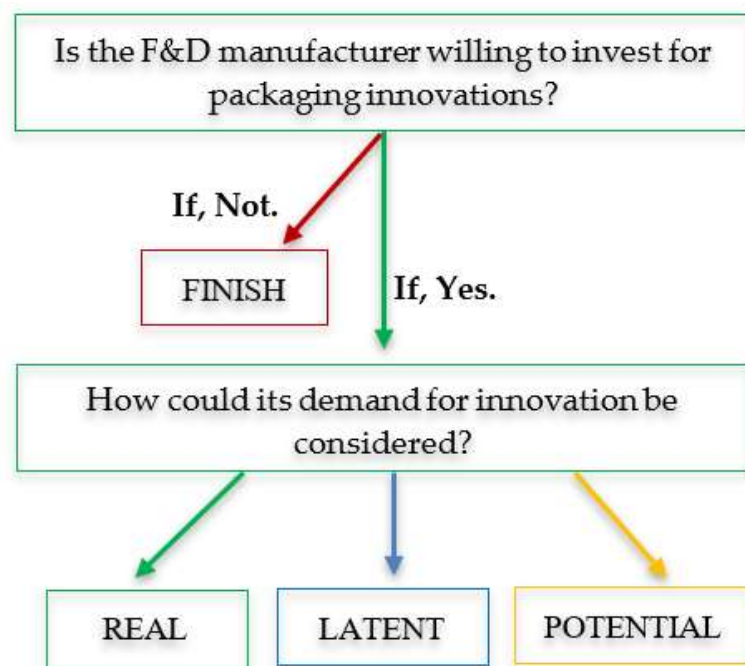 Is the F&D manufacturer willing to invest for
packaging innovations?
If, Not.
FINISH
If, Yes.
How could its demand for innovation be
considered?
REAL
LATENT
POTENTIAL